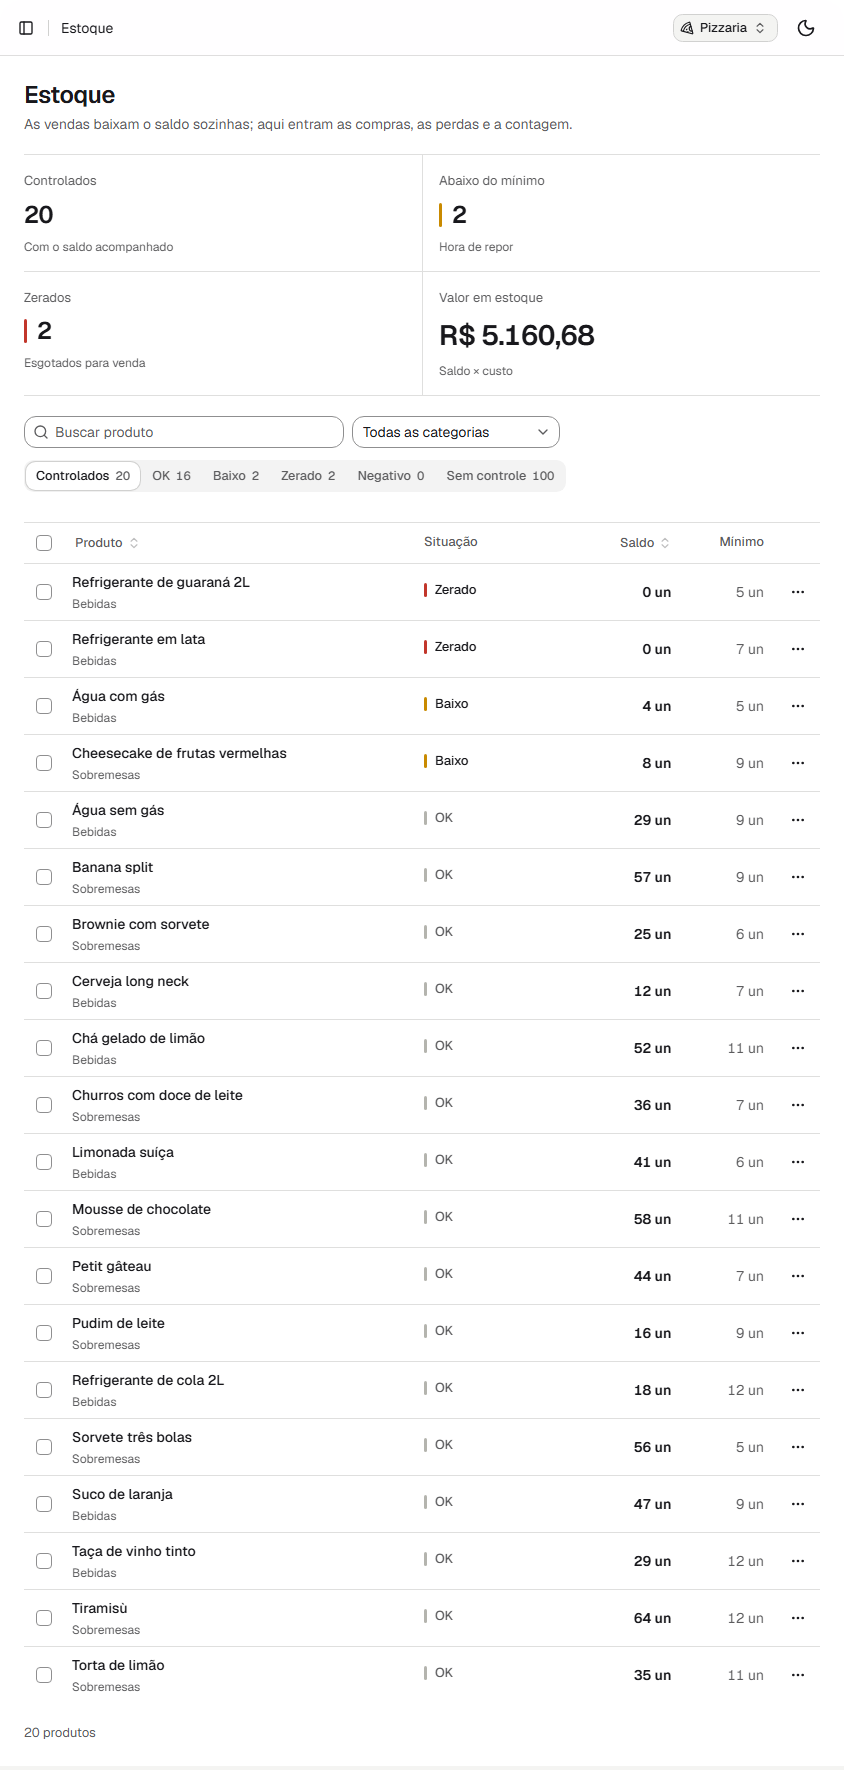 Estoque
Pizzaria
Estoque
As vendas baixam o saldo sozinhas; aqui entram as compras, as perdas e a contagem.
Controlados
20
Com o saldo acompanhado
Abaixo do mínimo
2
Hora de repor
Zerados
2
Esgotados para venda
Valor em estoque
R$ 5.160,68
Saldo × custo
Buscar produto
Todas as categorias
Controlados 20 OK 16 Baixo 2 Zerado 2 Negativo 0 Sem controle 100
Produto Situação Saldo Mínimo
Refrigerante de guaraná 2L
Bebidas
Zerado 0 un 5 un
Refrigerante em lata
Bebidas
Zerado 0 un 7 un
Água com gás
Bebidas
Baixo 4 un 5 un
Cheesecake de frutas vermelhas
Sobremesas
Baixo 8 un 9 un
Água sem gás
Bebidas
OK 29 un 9 un
Banana split
Sobremesas
OK 57 un 9 un
Brownie com sorvete
Sobremesas
OK 25 un 6 un
Cerveja long neck
Bebidas
OK 12 un 7 un
Chá gelado de limão
Bebidas
OK 52 un 11 un
Churros com doce de leite
Sobremesas
OK 36 un 7 un
Limonada suíça
Bebidas
OK 41 un 6 un
Mousse de chocolate
Sobremesas
OK 58 un 11 un
Petit gâteau
Sobremesas
OK 44 un 7 un
Pudim de leite
Sobremesas
OK 16 un 9 un
Refrigerante de cola 2L
Bebidas
OK 18 un 12 un
Sorvete três bolas
Sobremesas
OK 56 un 5 un
Suco de laranja
Bebidas
OK 47 un 9 un
Taça de vinho tinto
Bebidas
OK 29 un 12 un
Tiramisù
Sobremesas
OK 64 un 12 un
Torta de limão
Sobremesas
OK 35 un 11 un
20 produtos